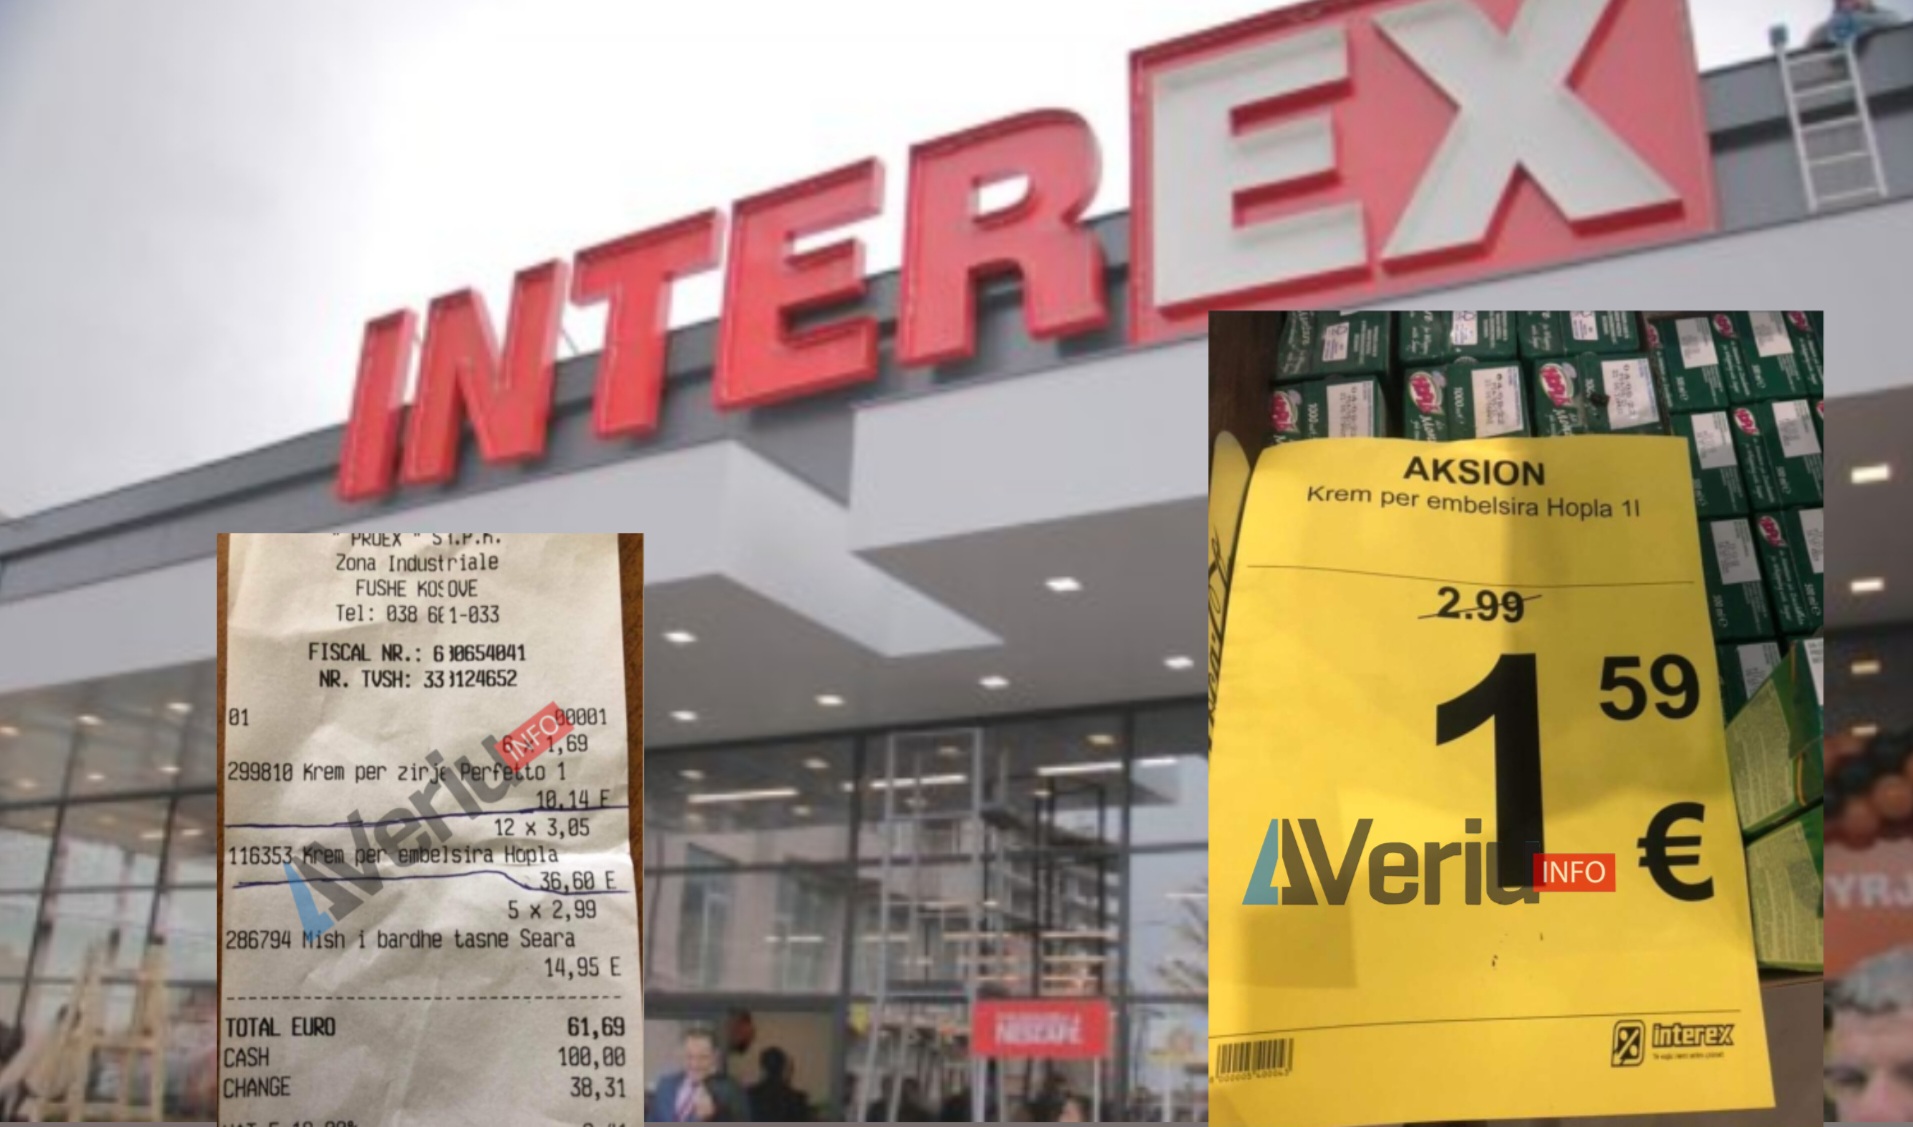 INTEREX
" PROEX " SH.P.K.
Zona Industriale
FUSHE KOSOVE
Tel: 038 601-033
FISCAL NR.: 600654041
NR. TVSH: 330124652
01 00001
6 x 1,69
299810 Krem per zirje Perfetto 1
10,14 E
12 x 3,05
116353 Krem per embelsira Hopla
36,60 E
5 x 2,99
286794 Mish i bardhe tasne Seara
14,95 E
TOTAL EURO 61,69
CASH 100,00
CHANGE 38,31
AVeriu INFO
NESCAFÉ
1000
AKSION
Krem per embelsira Hopla 1l
2.99
1 59
€
AVeriu INFO
interex